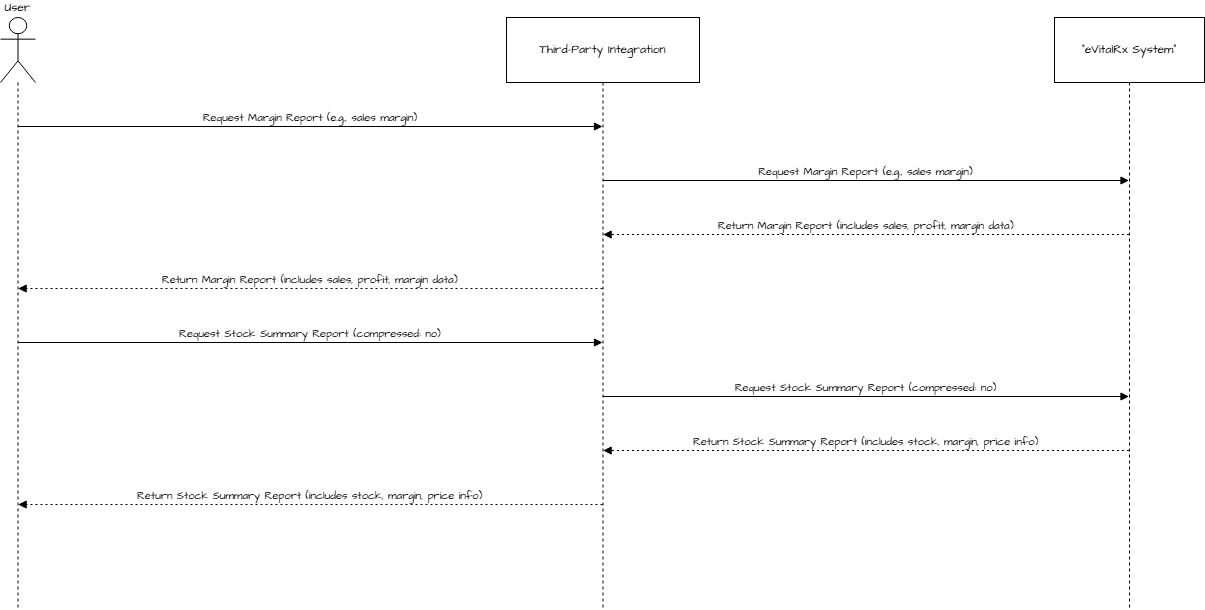 User
Third-Party Integration
"eVitalRx System"
Request Margin Report (e.g., sales margin)
Request Margin Report (e.g., sales margin)
Return Margin Report (includes sales, profit, margin data)
Return Margin Report (includes sales, profit, margin data)
Request Stock Summary Report (compressed: no)
Request Stock Summary Report (compressed: no)
Return Stock Summary Report (includes stock, margin, price info)
Return Stock Summary Report (includes stock, margin, price info)